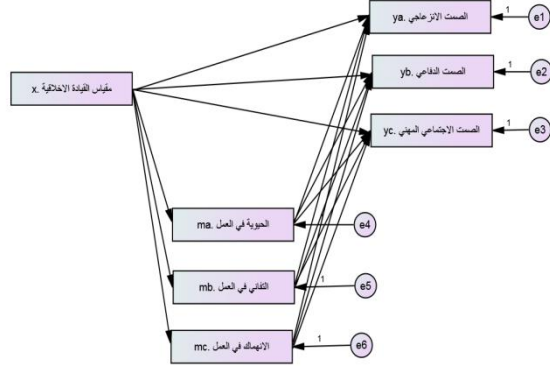 ya. الصمت الانزعاجي
1
e1
yb. الصمت الدفاعي
1
e2
x. مقياس القيادة الاخلاقية
yc. الصمت الاجتماعي المهني
1
e3
ma. الحيوية في العمل
e4
mb. التفاني في العمل
1
e5
mc. الانهماك في العمل
1
e6